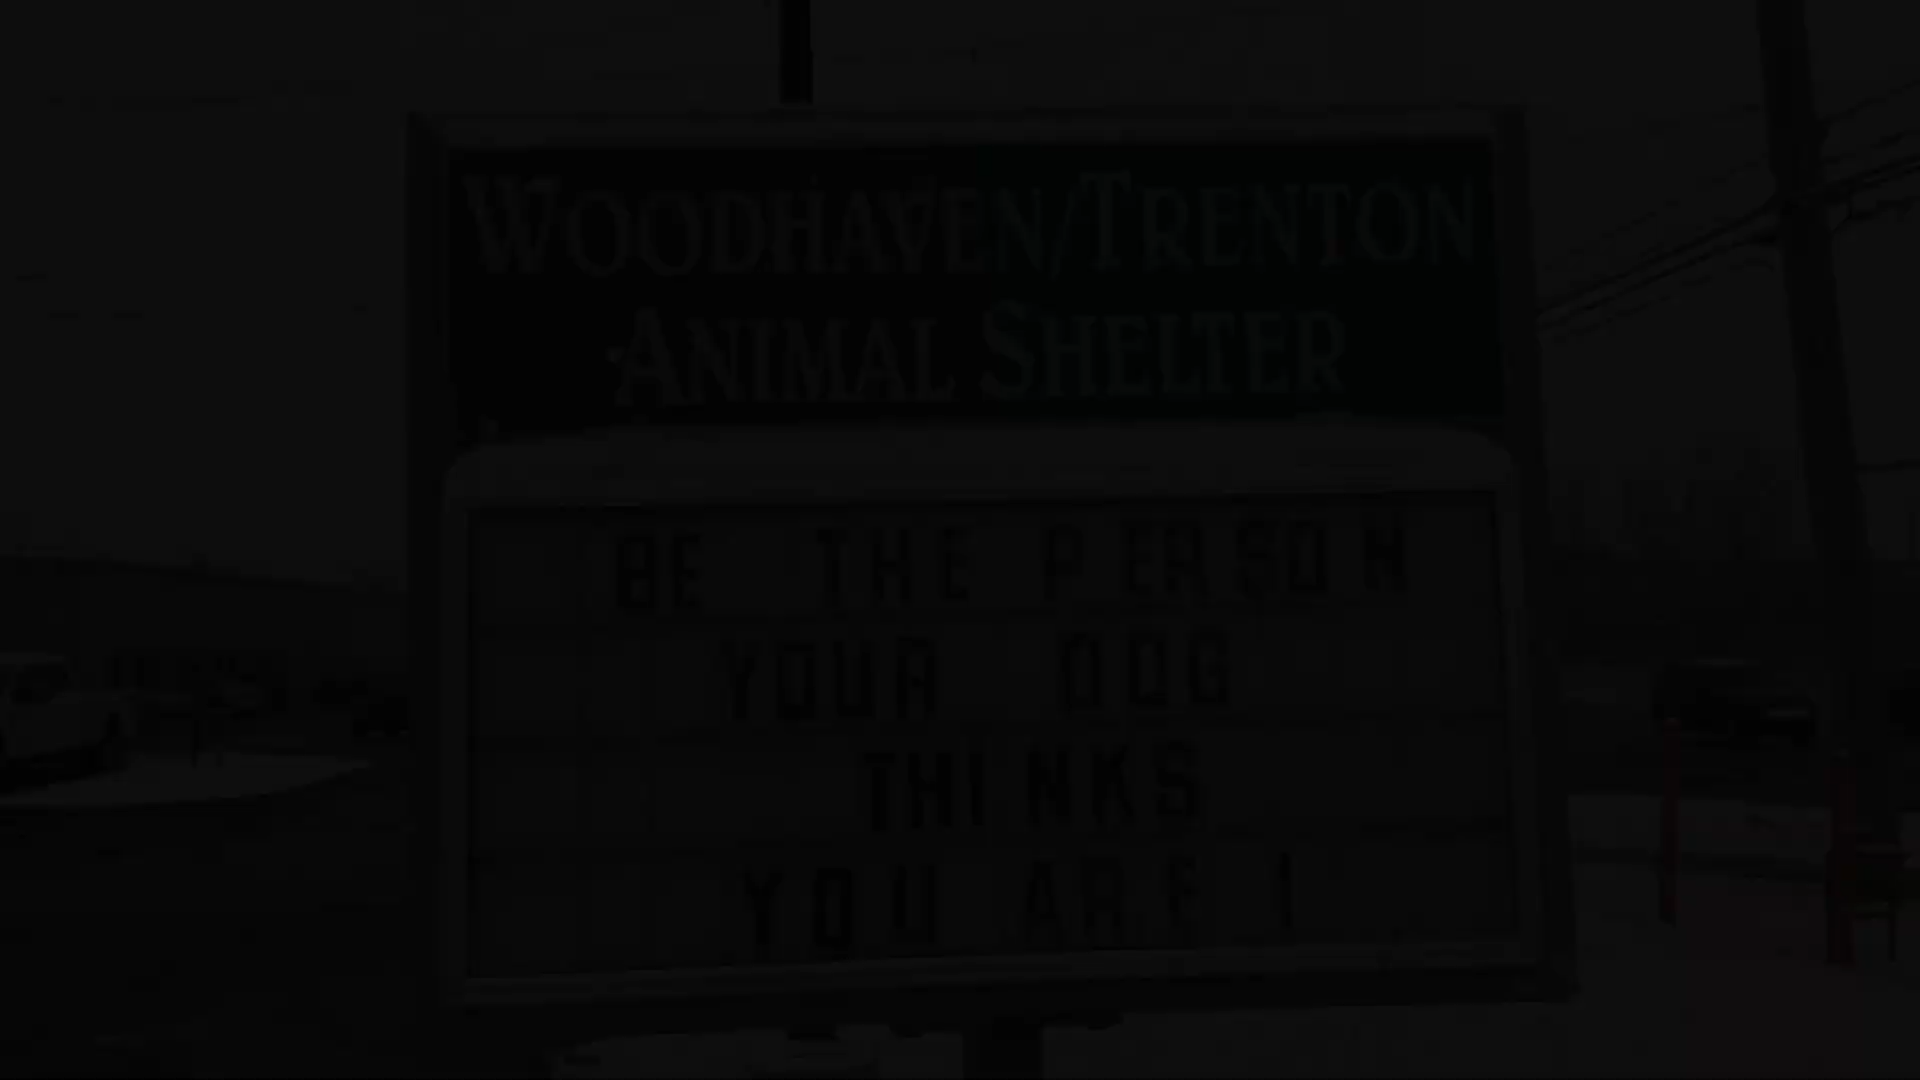 WOODHAVEN/TRENTON
ANIMAL SHELTER
BE THE PERSON
YOUR DOG
THINKS
YOU ARE !